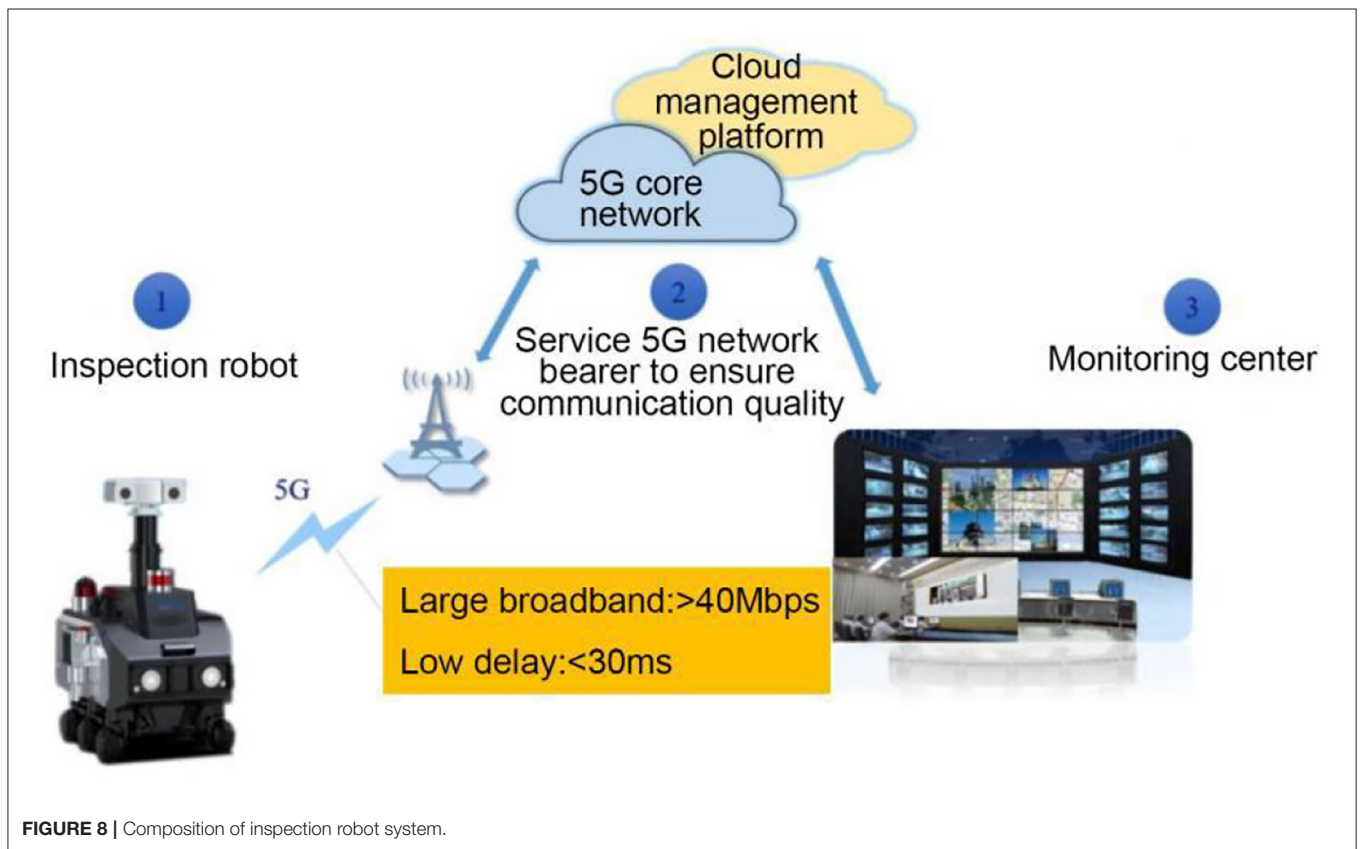 Cloud
management
platform
5G core
network
1
2
3
Inspection robot
Service 5G network
bearer to ensure
communication quality
Monitoring center
5G
Large broadband:>40Mbps
Low delay:<30ms
FIGURE 8 | Composition of inspection robot system.